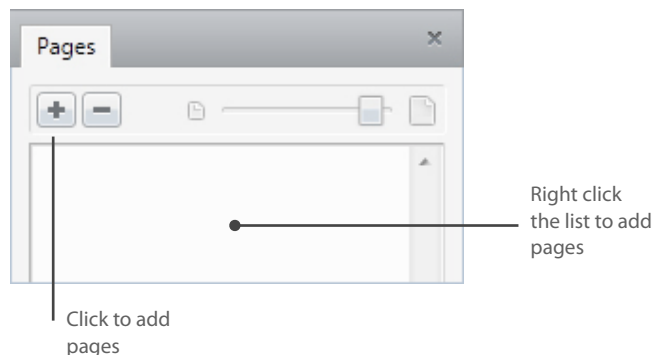 Pages
Right click
the list to add
pages
Click to add
pages